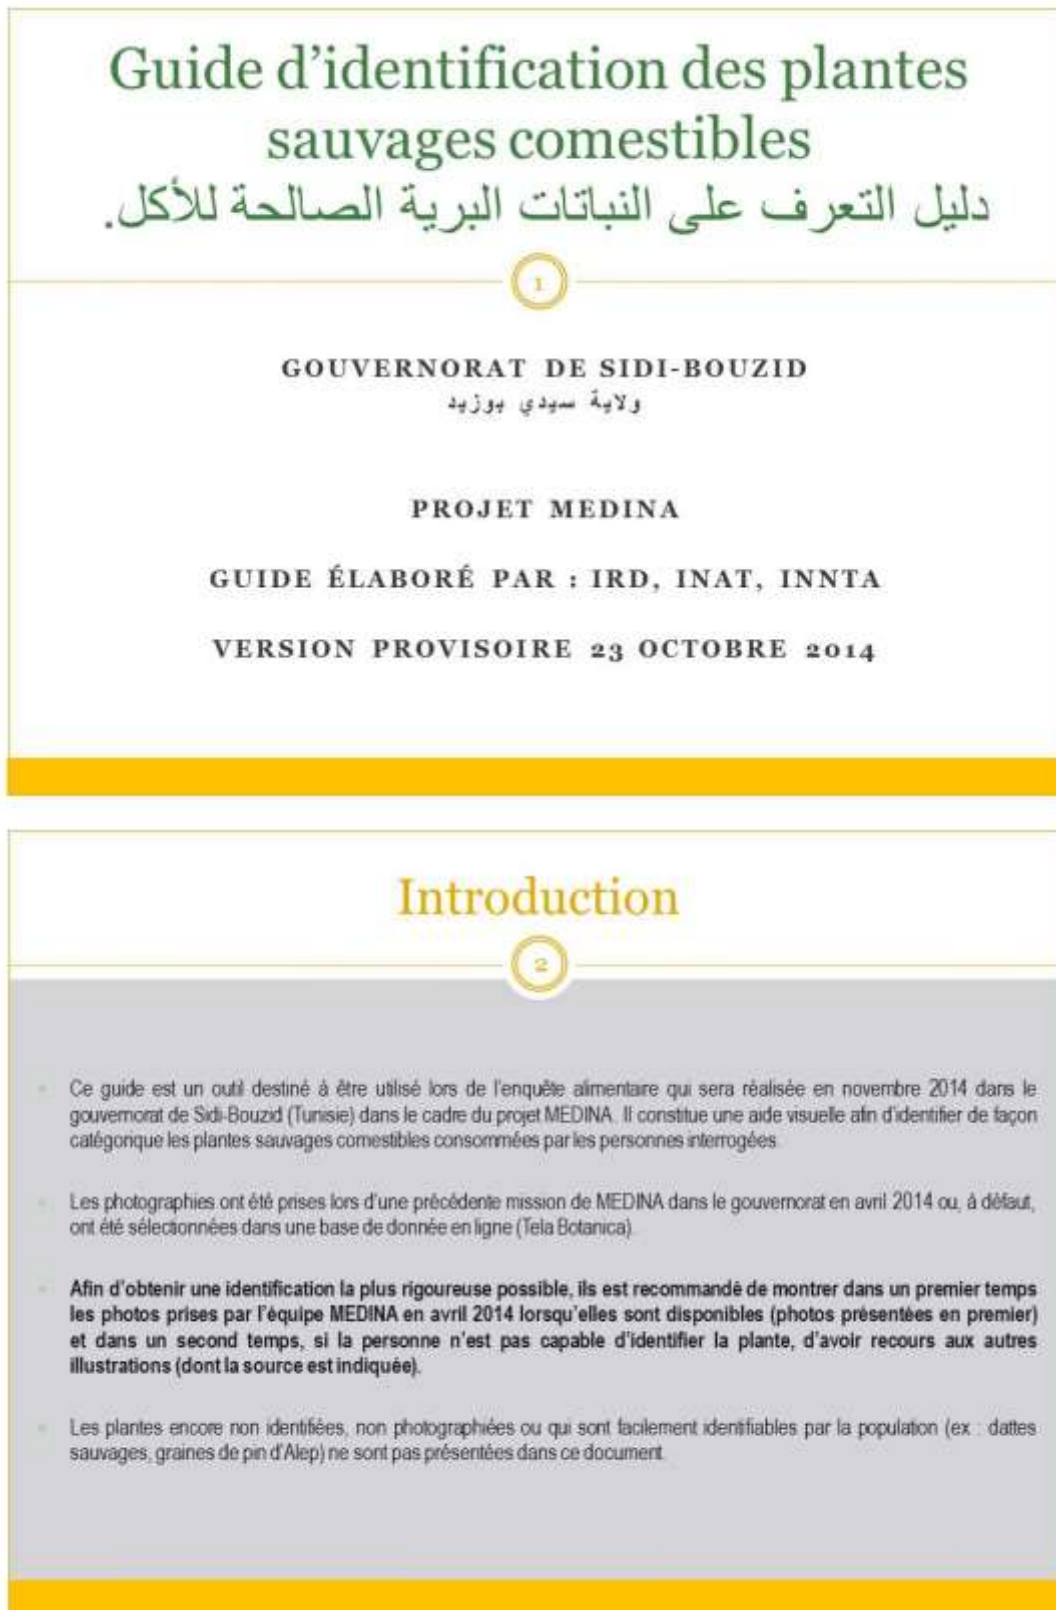 Guide d'identification des plantes
sauvages comestibles
دليل التعرف على النباتات البرية الصالحة للأكل.
1
GOUVERNORAT DE SIDI-BOUZID
ولاية سيدي بوزيد
PROJET MEDINA
GUIDE ÉLABORÉ PAR : IRD, INAT, INNTA
VERSION PROVISOIRE 23 OCTOBRE 2014
Introduction
2
Ce guide est un outil destiné à être utilisé lors de l'enquête alimentaire qui sera réalisée en novembre 2014 dans le
gouvernorat de Sidi-Bouzid (Tunisie) dans le cadre du projet MEDINA. Il constitue une aide visuelle afin d'identifier de façon
catégorique les plantes sauvages comestibles consommées par les personnes interrogées.
Les photographies ont été prises lors d'une précédente mission de MEDINA dans le gouvernorat en avril 2014 ou, à défaut,
ont été sélectionnées dans une base de donnée en ligne (Tela Botanica).
Afin d'obtenir une identification la plus rigoureuse possible, ils est recommandé de montrer dans un premier temps
les photos prises par l'équipe MEDINA en avril 2014 lorsqu'elles sont disponibles (photos présentées en premier)
et dans un second temps, si la personne n'est pas capable d'identifier la plante, d'avoir recours aux autres
illustrations (dont la source est indiquée).
Les plantes encore non identifiées, non photographiées ou qui sont facilement identifiables par la population (ex : dattes
sauvages, graines de pin d'Alep) ne sont pas présentées dans ce document.